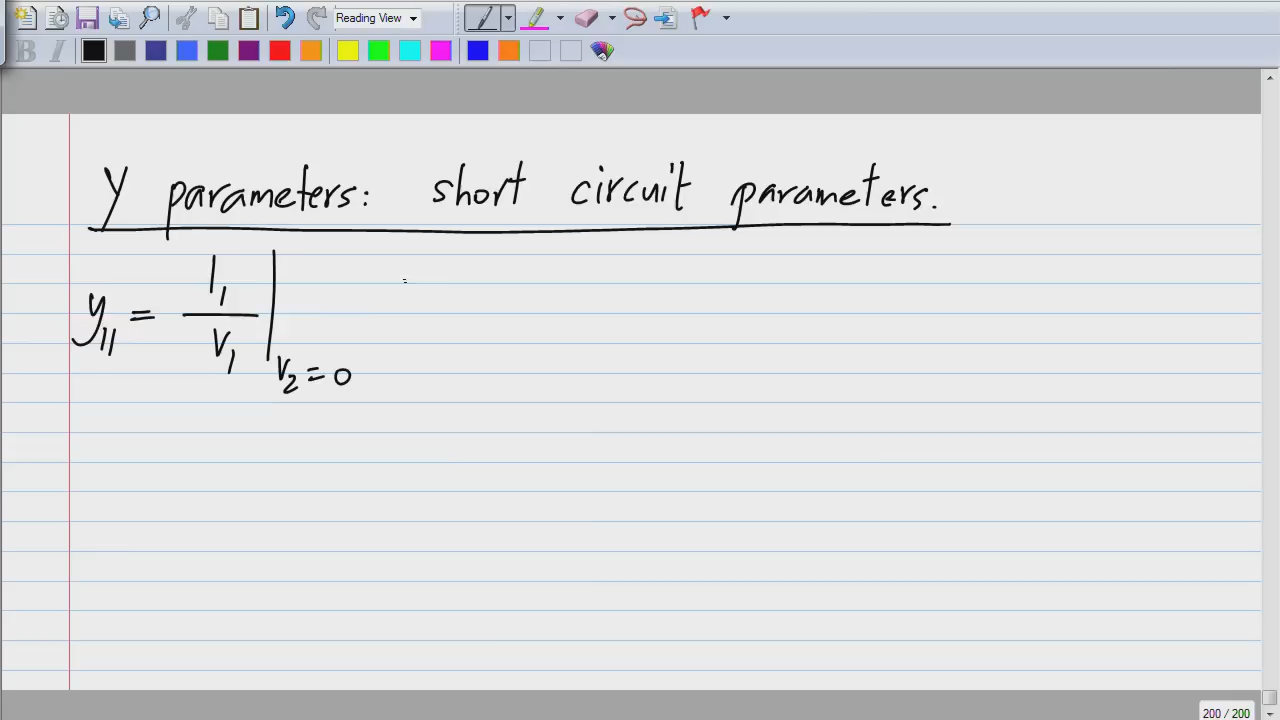 Reading View
B I
Y parameters: short circuit parameters.
y₁₁ = I₁ / V₁ | V₂ = 0
200 / 200